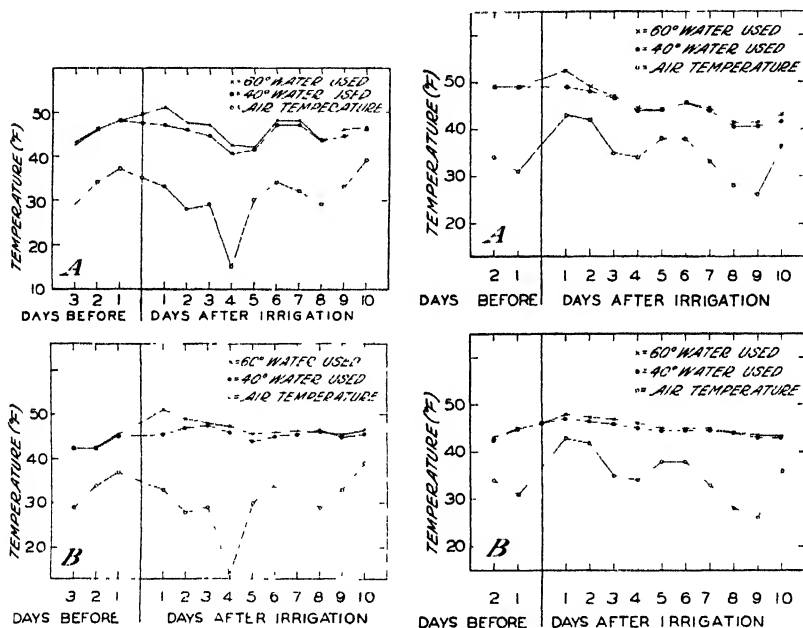 × = 60° WATER USED
• = 40° WATER USED
○ = AIR TEMPERATURE
TEMPERATURE (°F)
50
40
30
20
10
A
3 2 1 1 2 3 4 5 6 7 8 9 10
DAYS BEFORE DAYS AFTER IRRIGATION
× = 60° WATER USED
• = 40° WATER USED
○ = AIR TEMPERATURE
TEMPERATURE (°F)
60
50
40
30
20
A
2 1 1 2 3 4 5 6 7 8 9 10
DAYS BEFORE DAYS AFTER IRRIGATION
× = 60° WATER USED
• = 40° WATER USED
= AIR TEMPERATURE
TEMPERATURE (°F)
50
40
30
20
B
3 2 1 1 2 3 4 5 6 7 8 9 10
DAYS BEFORE DAYS AFTER IRRIGATION
× = 60° WATER USED
• = 40° WATER USED
○ = AIR TEMPERATURE
TEMPERATURE (°F)
60
50
40
30
20
B
2 1 1 2 3 4 5 6 7 8 9 10
DAYS BEFORE DAYS AFTER IRRIGATION